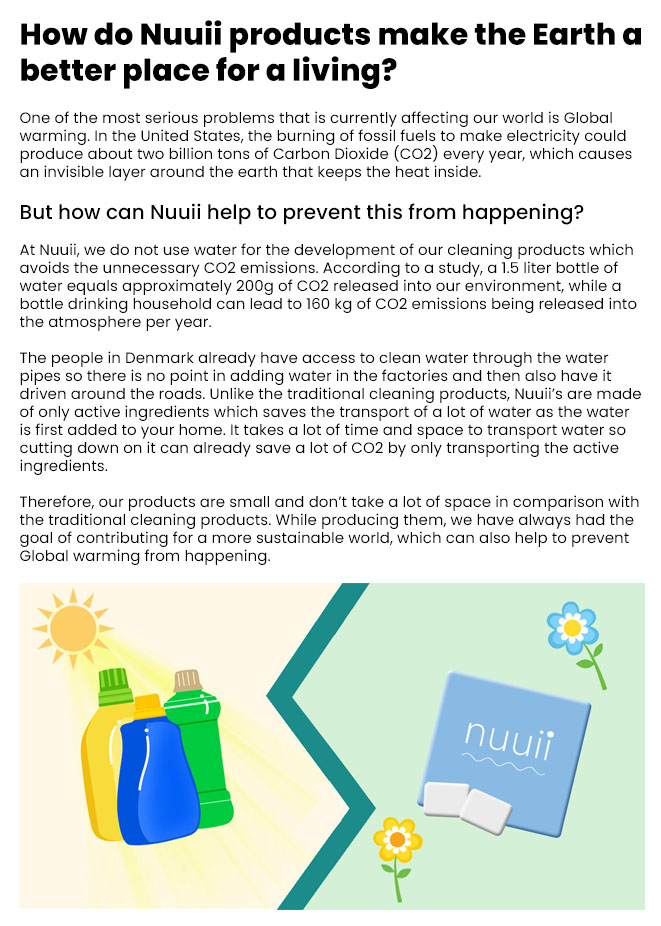 How do Nuuii products make the Earth a
better place for a living?
One of the most serious problems that is currently affecting our world is Global
warming. In the United States, the burning of fossil fuels to make electricity could
produce about two billion tons of Carbon Dioxide (CO2) every year, which causes
an invisible layer around the earth that keeps the heat inside.
But how can Nuuii help to prevent this from happening?
At Nuuii, we do not use water for the development of our cleaning products which
avoids the unnecessary CO2 emissions. According to a study, a 1.5 liter bottle of
water equals approximately 200g of CO2 released into our environment, while a
bottle drinking household can lead to 160 kg of CO2 emissions being released into
the atmosphere per year.
The people in Denmark already have access to clean water through the water
pipes so there is no point in adding water in the factories and then also have it
driven around the roads. Unlike the traditional cleaning products, Nuuii’s are made
of only active ingredients which saves the transport of a lot of water as the water
is first added to your home. It takes a lot of time and space to transport water so
cutting down on it can already save a lot of CO2 by only transporting the active
ingredients.
Therefore, our products are small and don’t take a lot of space in comparison with
the traditional cleaning products. While producing them, we have always had the
goal of contributing for a more sustainable world, which can also help to prevent
Global warming from happening.
nuuii